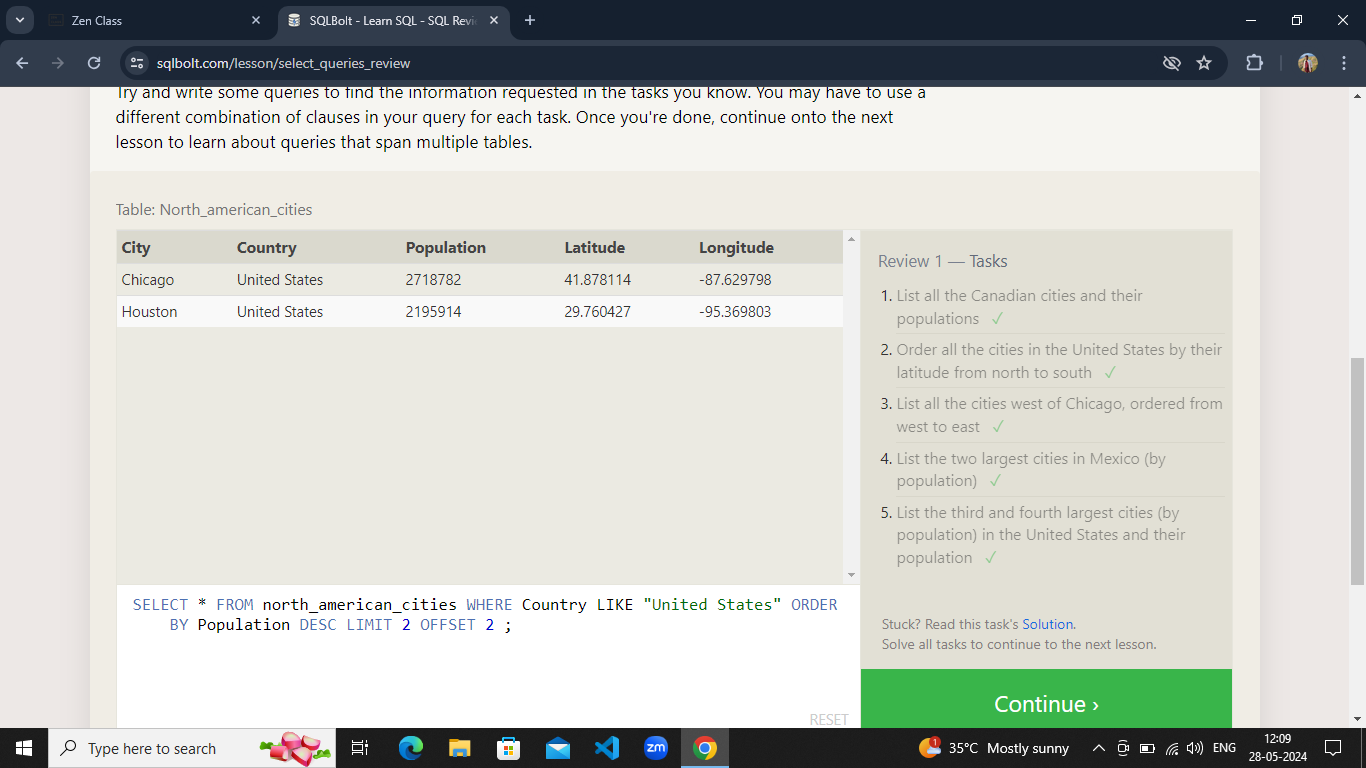 Zen Class
SQLBolt - Learn SQL - SQL Revi
sqlbolt.com/lesson/select_queries_review
Try and write some queries to find the information requested in the tasks you know. You may have to use a
different combination of clauses in your query for each task. Once you're done, continue onto the next
lesson to learn about queries that span multiple tables.
Table: North_american_cities
City Country Population Latitude Longitude
Chicago United States 2718782 41.878114 -87.629798
Houston United States 2195914 29.760427 -95.369803
Review 1 — Tasks
1. List all the Canadian cities and their
populations ✓
2. Order all the cities in the United States by their
latitude from north to south ✓
3. List all the cities west of Chicago, ordered from
west to east ✓
4. List the two largest cities in Mexico (by
population) ✓
5. List the third and fourth largest cities (by
population) in the United States and their
population ✓
SELECT * FROM north_american_cities WHERE Country LIKE "United States" ORDER
BY Population DESC LIMIT 2 OFFSET 2 ;
RESET
Stuck? Read this task's Solution.
Solve all tasks to continue to the next lesson.
Continue ›
Type here to search
zm
1
35°C Mostly sunny
ENG
12:09
28-05-2024